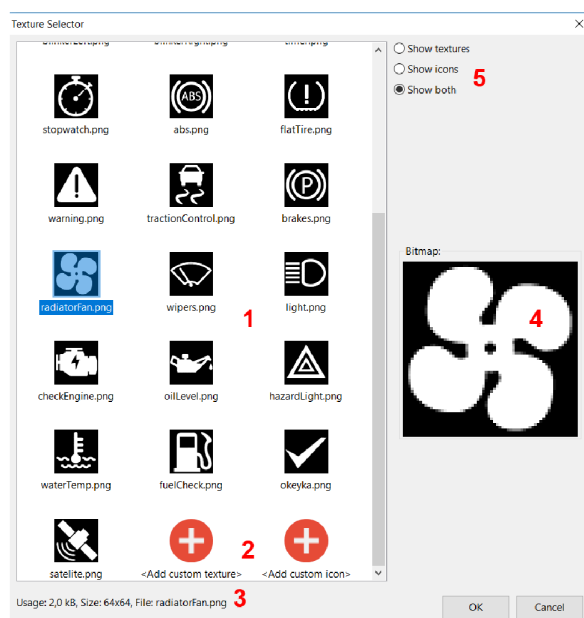 Texture Selector
Show textures
Show icons
5
Show both
ABS
stopwatch.png abs.png flatTire.png
P
warning.png tractionControl.png brakes.png
Bitmap:
radiatorFan.png wipers.png light.png
1
4
checkEngine.png oilLevel.png hazardLight.png
waterTemp.png fuelCheck.png okeyka.png
2
satelite.png <Add custom texture> <Add custom icon>
Usage: 2,0 kB, Size: 64x64, File: radiatorFan.png 3
OK Cancel